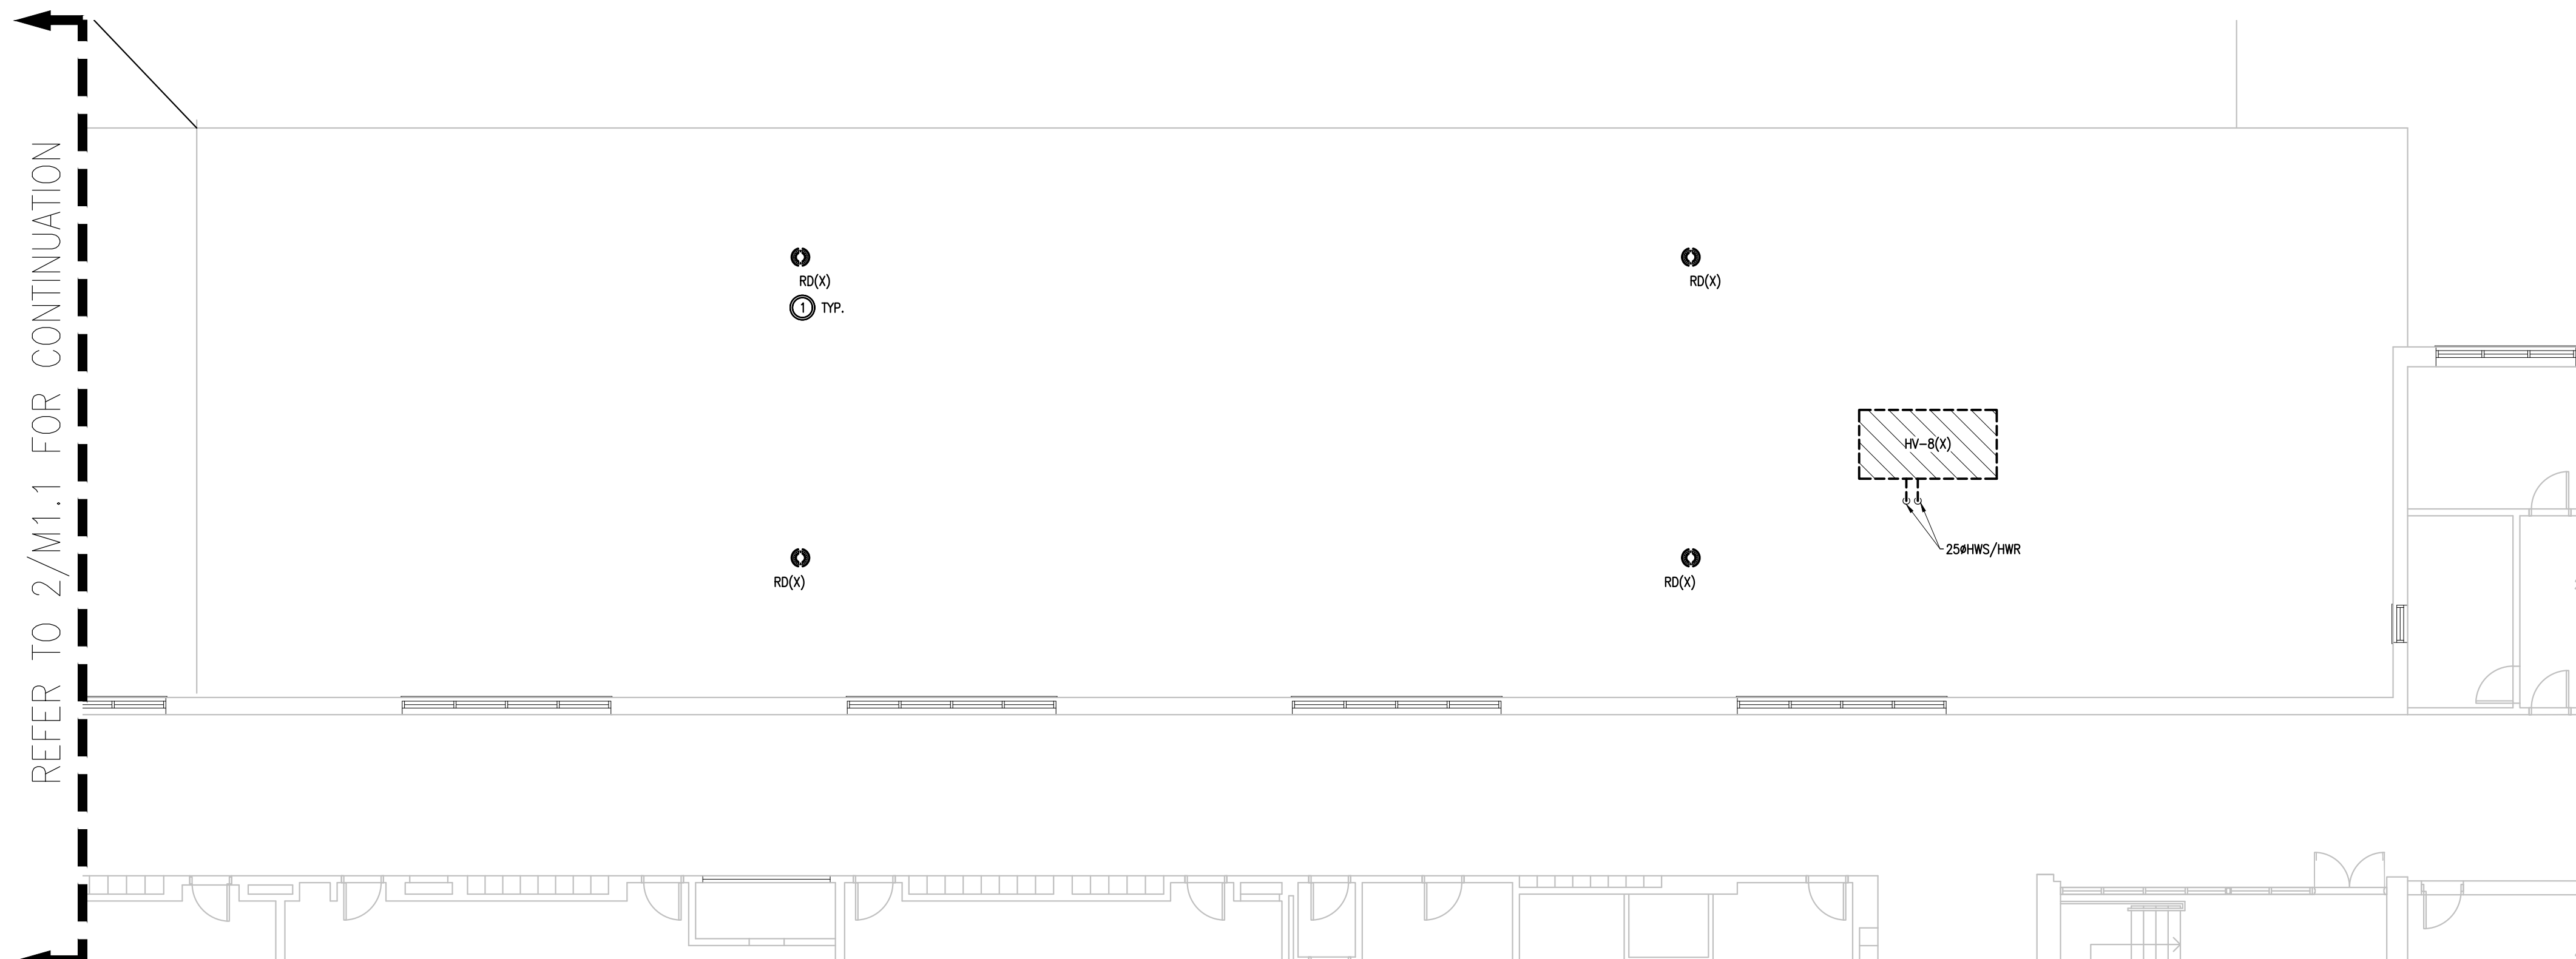 REFER TO 2/M1.1 FOR CONTINUATION
RD(X)
1 TYP.
RD(X)
HV-8(X)
25øHWS/HWR
RD(X)
RD(X)